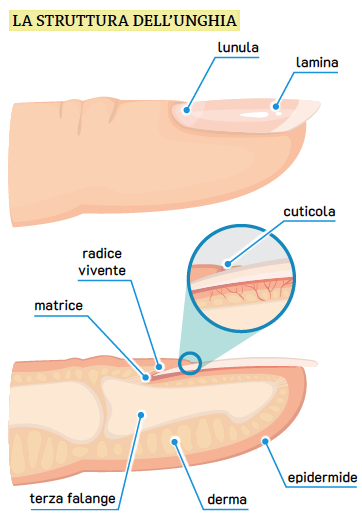 LA STRUTTURA DELL'UNGHIA
lunula
lamina
cuticola
radice
vivente
matrice
epidermide
terza falange
derma